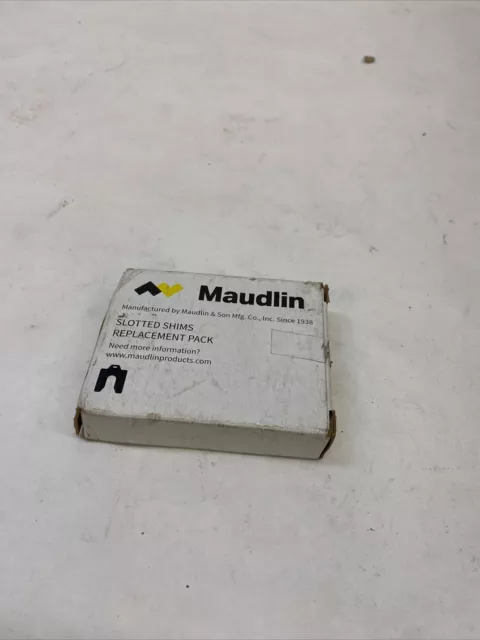 Maudlin
Manufactured by Maudlin & Son Mfg. Co., Inc. Since 1938
SLOTTED SHIMS
REPLACEMENT PACK
Need more information?
www.maudlinproducts.com